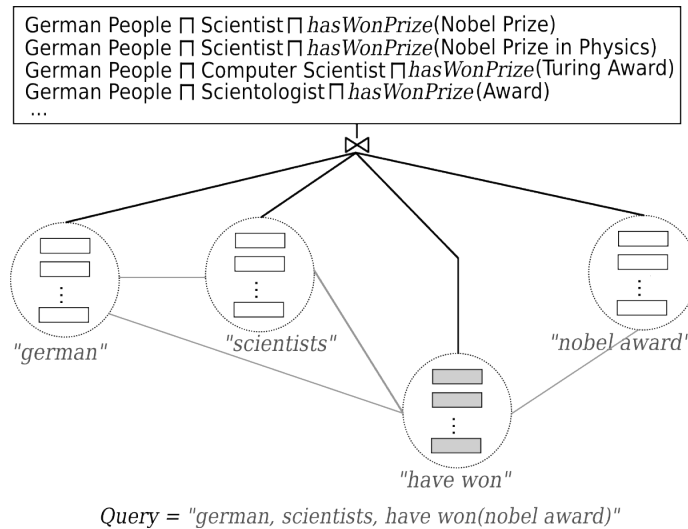 German People ⊓ Scientist ⊓ hasWonPrize(Nobel Prize)
German People ⊓ Scientist ⊓ hasWonPrize(Nobel Prize in Physics)
German People ⊓ Computer Scientist ⊓ hasWonPrize(Turing Award)
German People ⊓ Scientologist ⊓ hasWonPrize(Award)
...
⋈
"german"
"scientists"
"nobel award"
"have won"
Query = "german, scientists, have won(nobel award)"